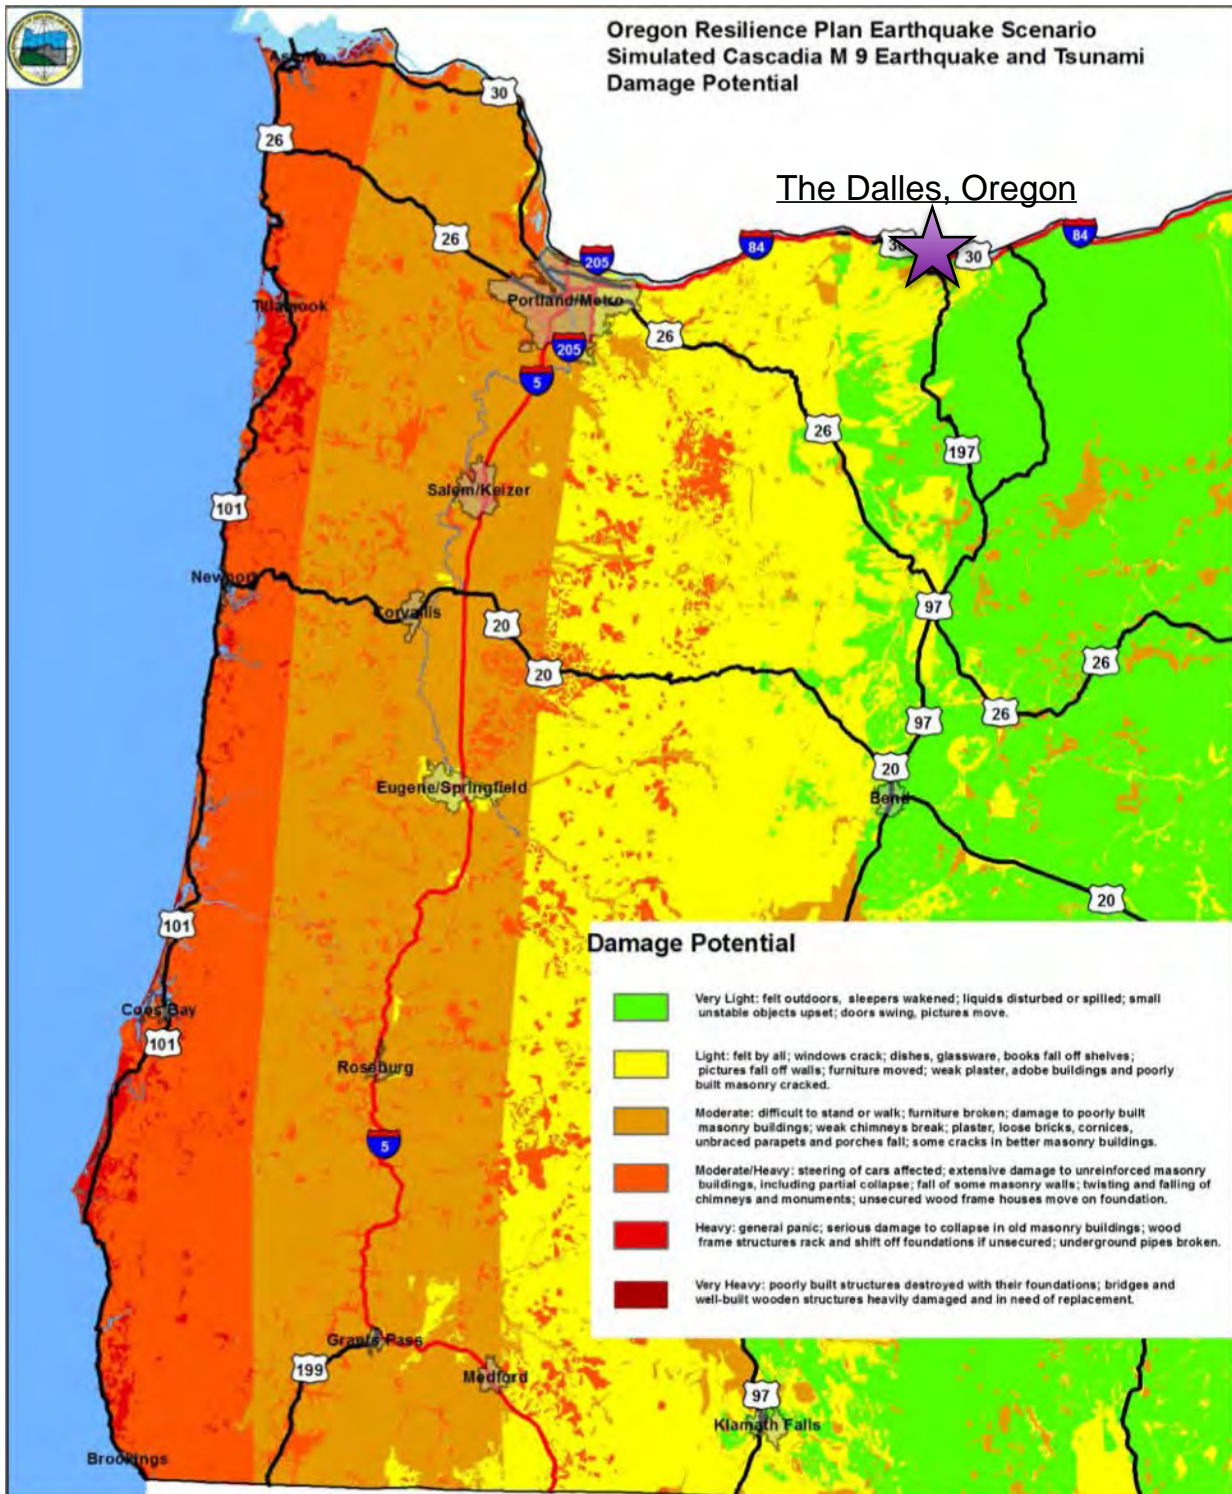 Oregon Resilience Plan Earthquake Scenario
Simulated Cascadia M 9 Earthquake and Tsunami
Damage Potential
30
26
The Dalles, Oregon
26
205
84
30
84
Portland/Metro
Tillamook
205
26
5
26
197
Salem/Keizer
101
Newport
97
Corvallis
20
20
26
97
26
20
Eugene/Springfield
Bend
20
101
Damage Potential
Very Light: felt outdoors, sleepers wakened; liquids disturbed or spilled; small
unstable objects upset; doors swing, pictures move.
Light: felt by all; windows crack; dishes, glassware, books fall off shelves;
pictures fall off walls; furniture moved; weak plaster, adobe buildings and poorly
built masonry cracked.
Moderate: difficult to stand or walk; furniture broken; damage to poorly built
masonry buildings; weak chimneys break; plaster, loose bricks, cornices,
unbraced parapets and porches fall; some cracks in better masonry buildings.
Moderate/Heavy: steering of cars affected; extensive damage to unreinforced masonry
buildings, including partial collapse; fall of some masonry walls; twisting and falling of
chimneys and monuments; unsecured wood frame houses move on foundation.
Heavy: general panic; serious damage to collapse in old masonry buildings; wood
frame structures rack and shift off foundations if unsecured; underground pipes broken.
Very Heavy: poorly built structures destroyed with their foundations; bridges and
well-built wooden structures heavily damaged and in need of replacement.
Coos Bay
101
Roseburg
5
Grants Pass
199
Medford
97
Klamath Falls
Brookings